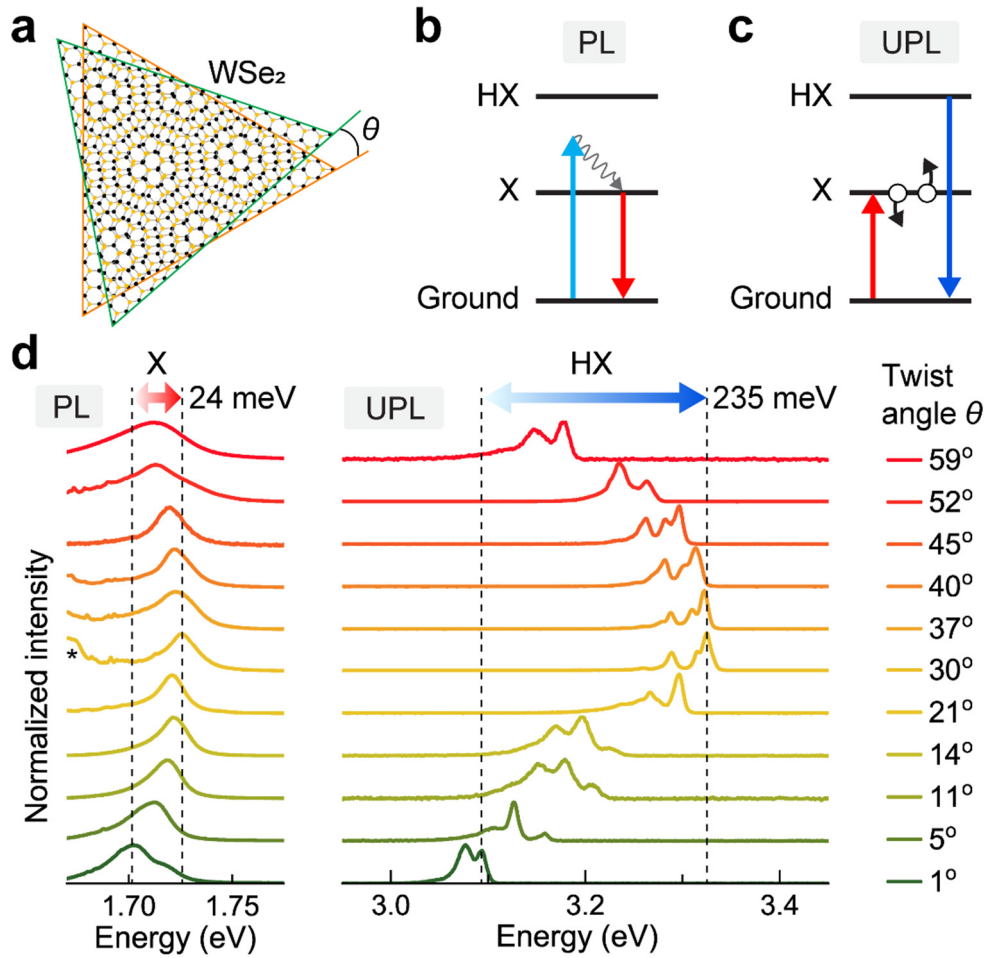 a
WSe₂
θ
b
PL
HX
X
Ground
c
UPL
HX
X
Ground
d
X
PL
24 meV
HX
UPL
235 meV
Twist
angle θ
59°
52°
45°
40°
37°
30°
21°
14°
11°
5°
1°
*
Normalized intensity
1.70 1.75
Energy (eV)
3.0 3.2 3.4
Energy (eV)